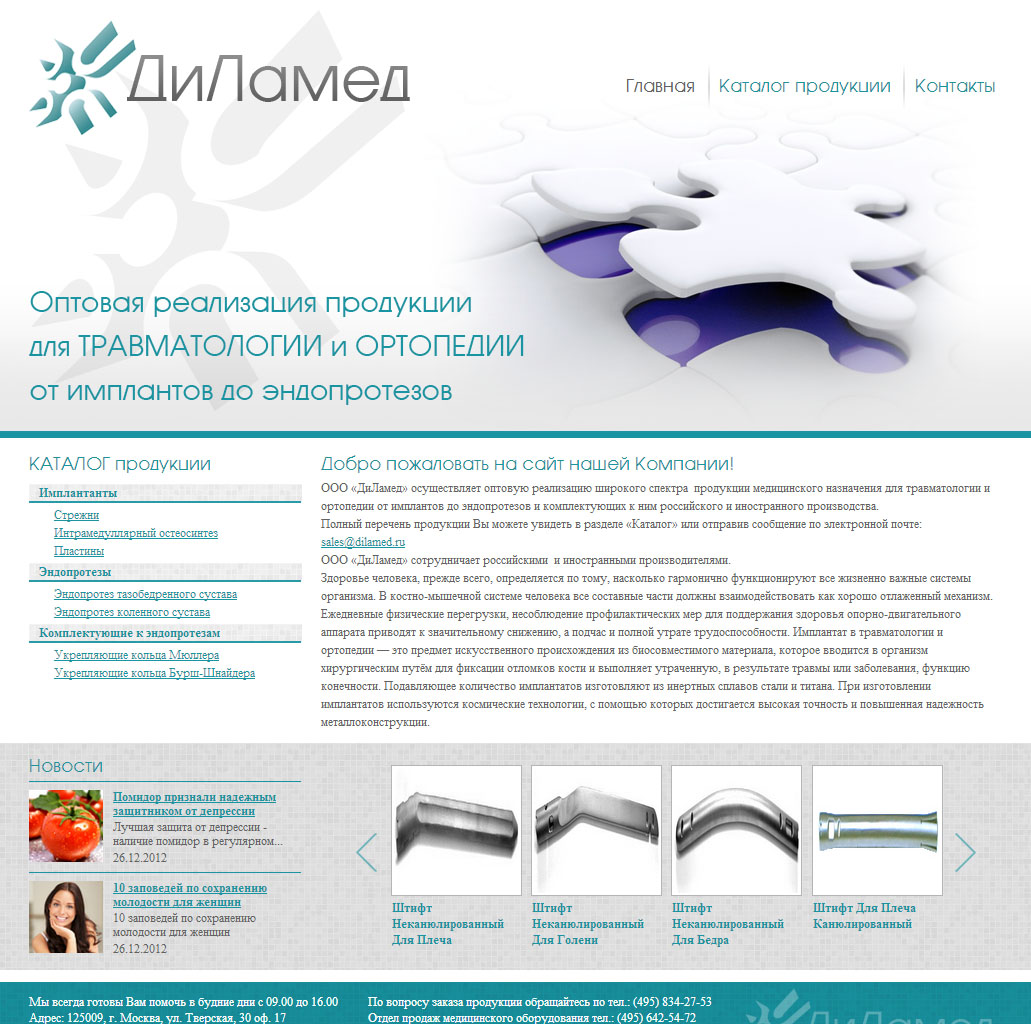 ДиЛамед
Главная
Каталог продукции
Контакты
Оптовая реализация продукции
для ТРАВМАТОЛОГИИ и ОРТОПЕДИИ
от имплантов до эндопротезов
КАТАЛОГ продукции
Имплантанты
Стрежни
Интрамедуллярный остеосинтез
Пластины
Эндопротезы
Эндопротез тазобедренного сустава
Эндопротез коленного сустава
Комплектующие к эндопротезам
Укрепляющие кольца Мюллера
Укрепляющие кольца Бурш-Шнайдера
Добро пожаловать на сайт нашей Компании!
ООО «ДиЛамед» осуществляет оптовую реализацию широкого спектра  продукции медицинского назначения для травматологии и
ортопедии от имплантов до эндопротезов и комплектующих к ним российского и иностранного производства.
Полный перечень продукции Вы можете увидеть в разделе «Каталог» или отправив сообщение по электронной почте:
sales@dilamed.ru
ООО «ДиЛамед» сотрудничает российскими  и иностранными производителями.
Здоровье человека, прежде всего, определяется по тому, насколько гармонично функционируют все жизненно важные системы
организма. В костно-мышечной системе человека все составные части должны взаимодействовать как хорошо отлаженный механизм.
Ежедневные физические перегрузки, несоблюдение профилактических мер для поддержания здоровья опорно-двигательного
аппарата приводят к значительному снижению, а подчас и полной утрате трудоспособности. Имплантат в травматологии и
ортопедии — это предмет искусственного происхождения из биосовместимого материала, которое вводится в организм
хирургическим путём для фиксации отломков кости и выполняет утраченную, в результате травмы или заболевания, функцию
конечности. Подавляющее количество имплантатов изготовляют из инертных сплавов стали и титана. При изготовлении
имплантатов используются космические технологии, с помощью которых достигается высокая точность и повышенная надежность
металлоконструкции.
Новости
Помидор признали надежным
защитником от депрессии
Лучшая защита от депрессии -
наличие помидор в регулярном...
26.12.2012
10 заповедей по сохранению
молодости для женщин
10 заповедей по сохранению
молодости для женщин
26.12.2012
Штифт
Неканюлированный
Для Плеча
Штифт
Неканюлированный
Для Голени
Штифт
Неканюлированный
Для Бедра
Штифт Для Плеча
Канюлированный
Мы всегда готовы Вам помочь в будние дни с 09.00 до 16.00
Адрес: 125009, г. Москва, ул. Тверская, 30 оф. 17
По вопросу заказа продукции обращайтесь по тел.: (495) 834-27-53
Отдел продаж медицинского оборудования тел.: (495) 642-54-72
ДиЛамед